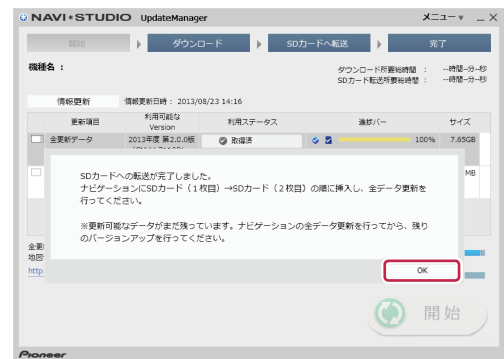 NAVI*STUDIO UpdateManager
メニュー
開始
ダウンロード
SDカードへ転送
完了
機種名 :
ダウンロード所要総時間 : --時間-分-秒
SDカード転送所要総時間 : --時間-分-秒
情報更新
情報更新日時 : 2013/08/23 14:16
更新項目
利用可能な
Version
利用ステータス
進捗バー
サイズ
全更新データ
2013年度 第2.0.0版
取得済
100%
7.65GB
MB
SDカードへの転送が完了しました。
ナビゲーションにSDカード（1枚目）→SDカード（2枚目）の順に挿入し、全データ更新を
行ってください。
※更新可能なデータがまだ残っています。ナビゲーションの全データ更新を行ってから、残り
のバージョンアップを行ってください。
OK
全更
地図
http
開始
Pioneer